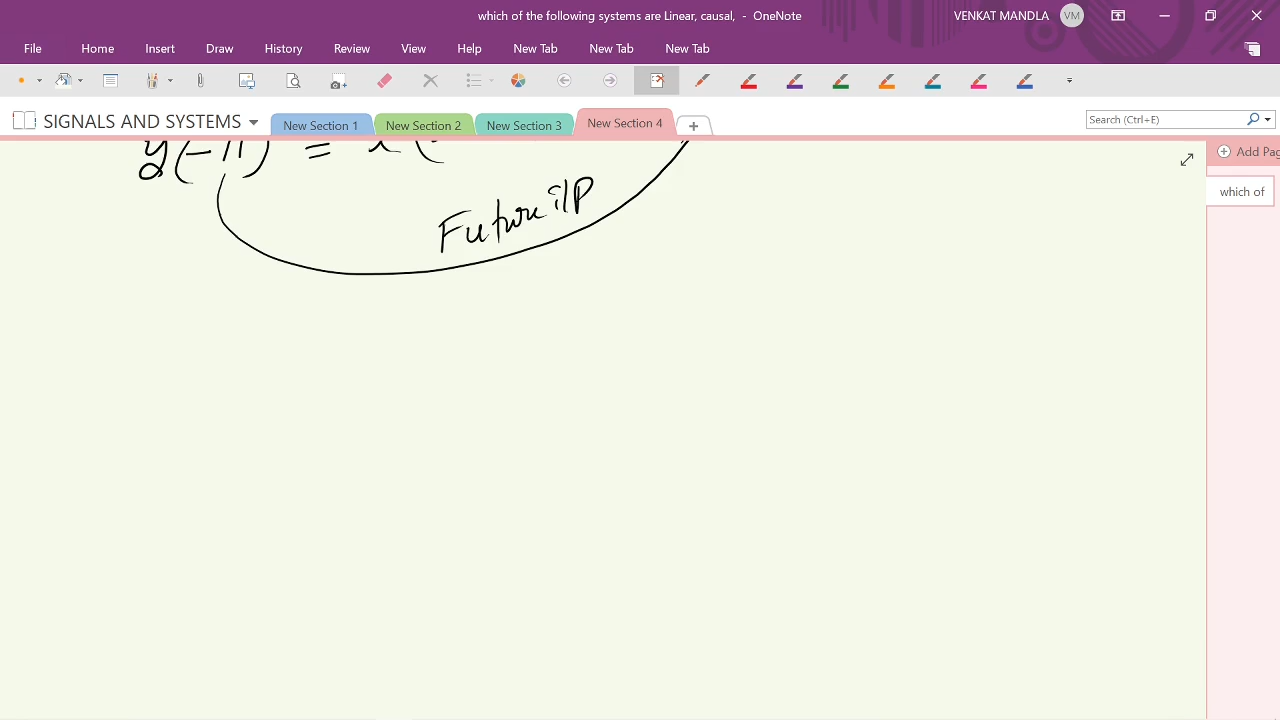 which of the following systems are Linear, causal, - OneNote
VENKAT MANDLA VM
File Home Insert Draw History Review View Help New Tab New Tab New Tab
SIGNALS AND SYSTEMS New Section 1 New Section 2 New Section 3 New Section 4 + Search (Ctrl+E)
y(-π) = x(
Future i/P
Add Pag
which of